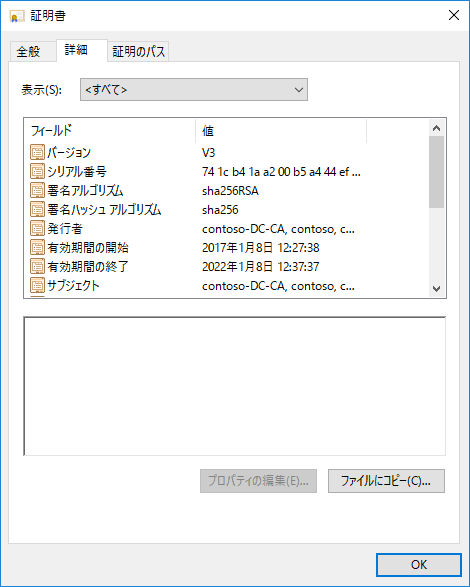 証明書
全般 詳細 証明のパス
表示(S): <すべて>
フィールド 値
バージョン V3
シリアル番号 74 1c b4 1a a2 00 b5 a4 44 ef ...
署名アルゴリズム sha256RSA
署名ハッシュ アルゴリズム sha256
発行者 contoso-DC-CA, contoso, c...
有効期間の開始 2017年1月8日 12:27:38
有効期間の終了 2022年1月8日 12:37:37
サブジェクト contoso-DC-CA, contoso, c...
プロパティの編集(E)... ファイルにコピー(C)...
OK